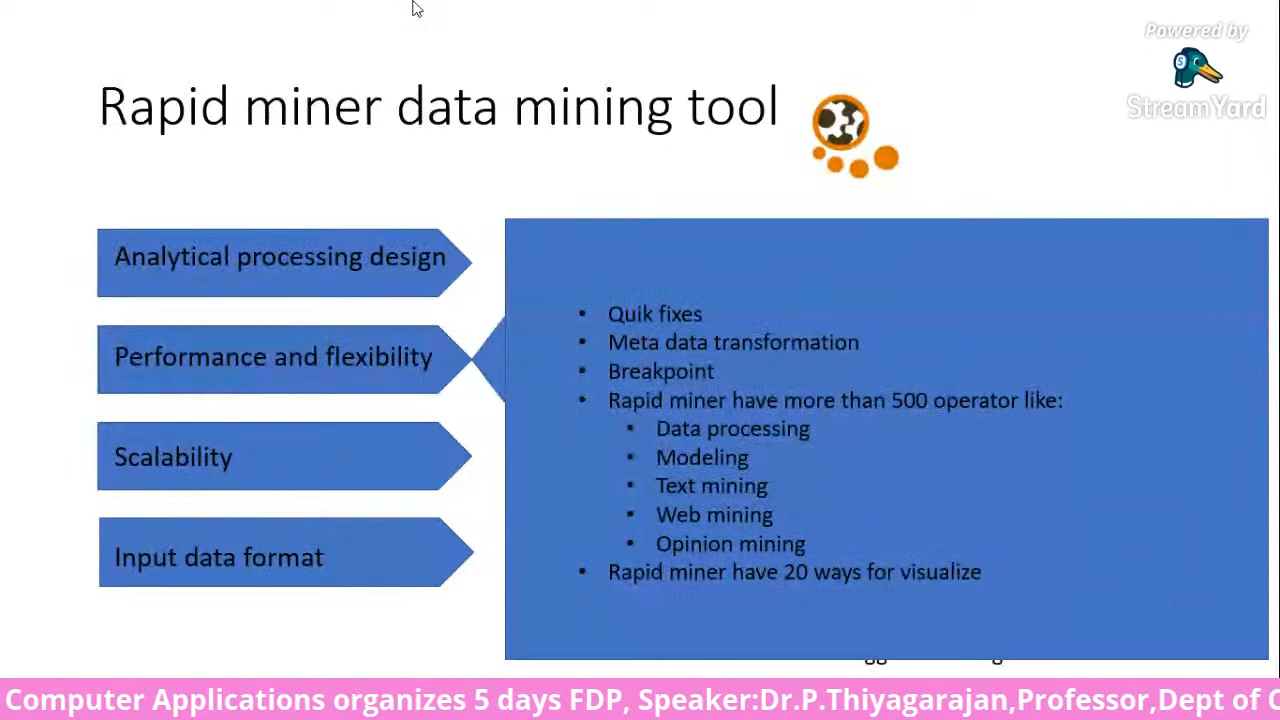 Powered by
StreamYard
Rapid miner data mining tool
Analytical processing design
Performance and flexibility
Scalability
Input data format
• Quik fixes
• Meta data transformation
• Breakpoint
• Rapid miner have more than 500 operator like:
• Data processing
• Modeling
• Text mining
• Web mining
• Opinion mining
• Rapid miner have 20 ways for visualize
Computer Applications organizes 5 days FDP, Speaker:Dr.P.Thiyagarajan,Professor,Dept of C